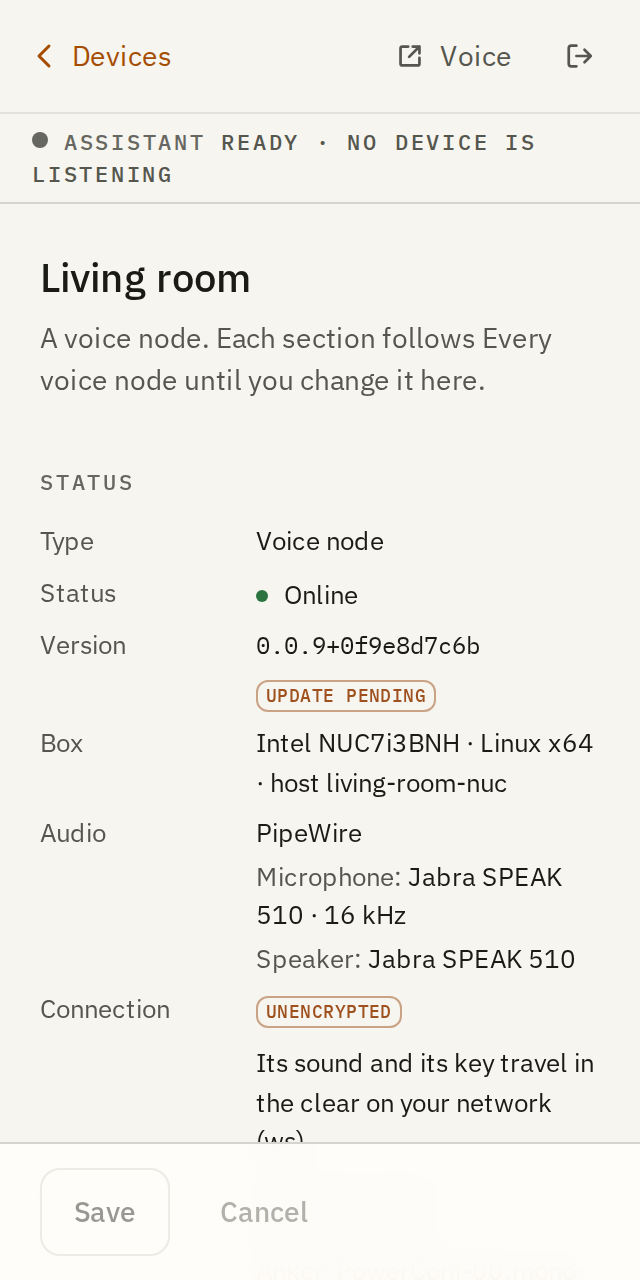 Devices
Voice
ASSISTANT READY · NO DEVICE IS
LISTENING
Living room
A voice node. Each section follows Every
voice node until you change it here.
STATUS
Type
Voice node
Status
Online
Version
0.0.9+0f9e8d7c6b
UPDATE PENDING
Box
Intel NUC7i3BNH · Linux x64
· host living-room-nuc
Audio
PipeWire
Microphone: Jabra SPEAK
510 · 16 kHz
Speaker: Jabra SPEAK 510
Connection
UNENCRYPTED
Its sound and its key travel in
the clear on your network
(ws)
Save
Cancel